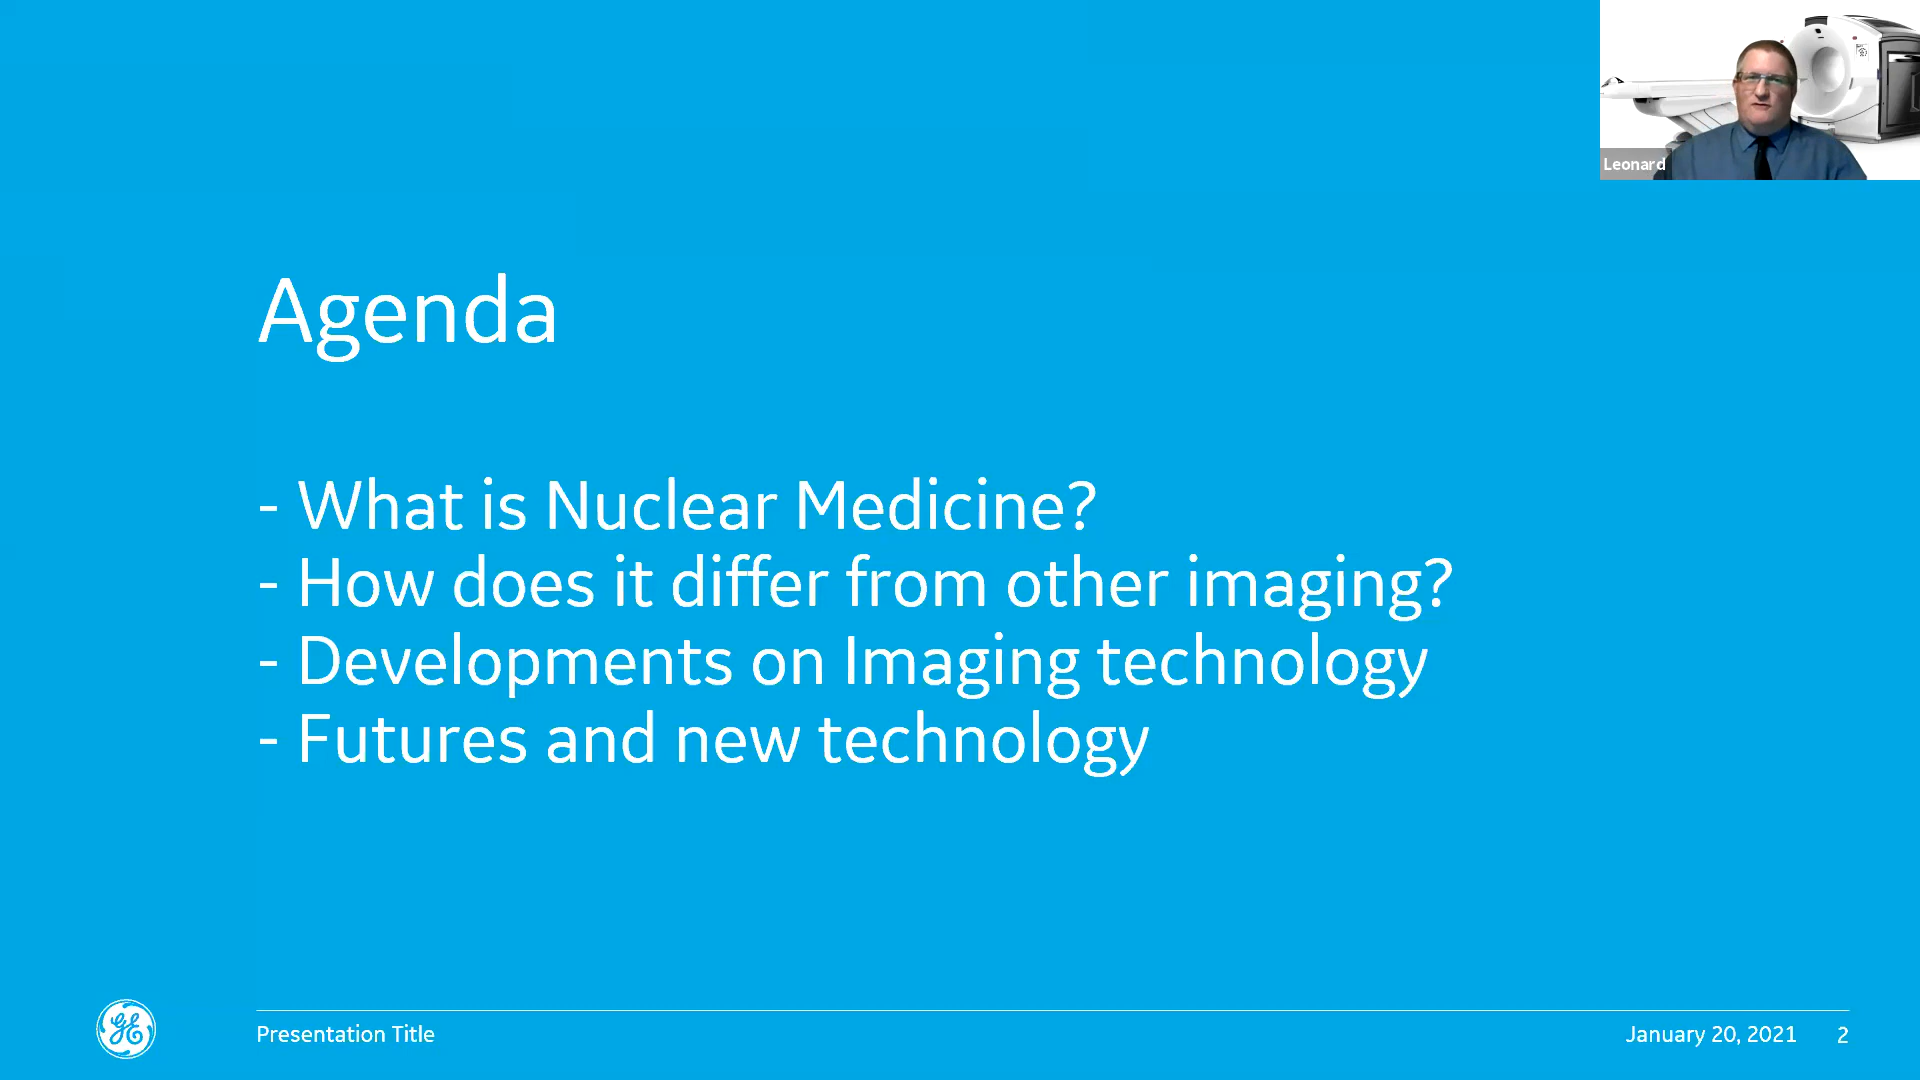 Leonard
Agenda
- What is Nuclear Medicine?
- How does it differ from other imaging?
- Developments on Imaging technology
- Futures and new technology
GE
Presentation Title
January 20, 2021 2